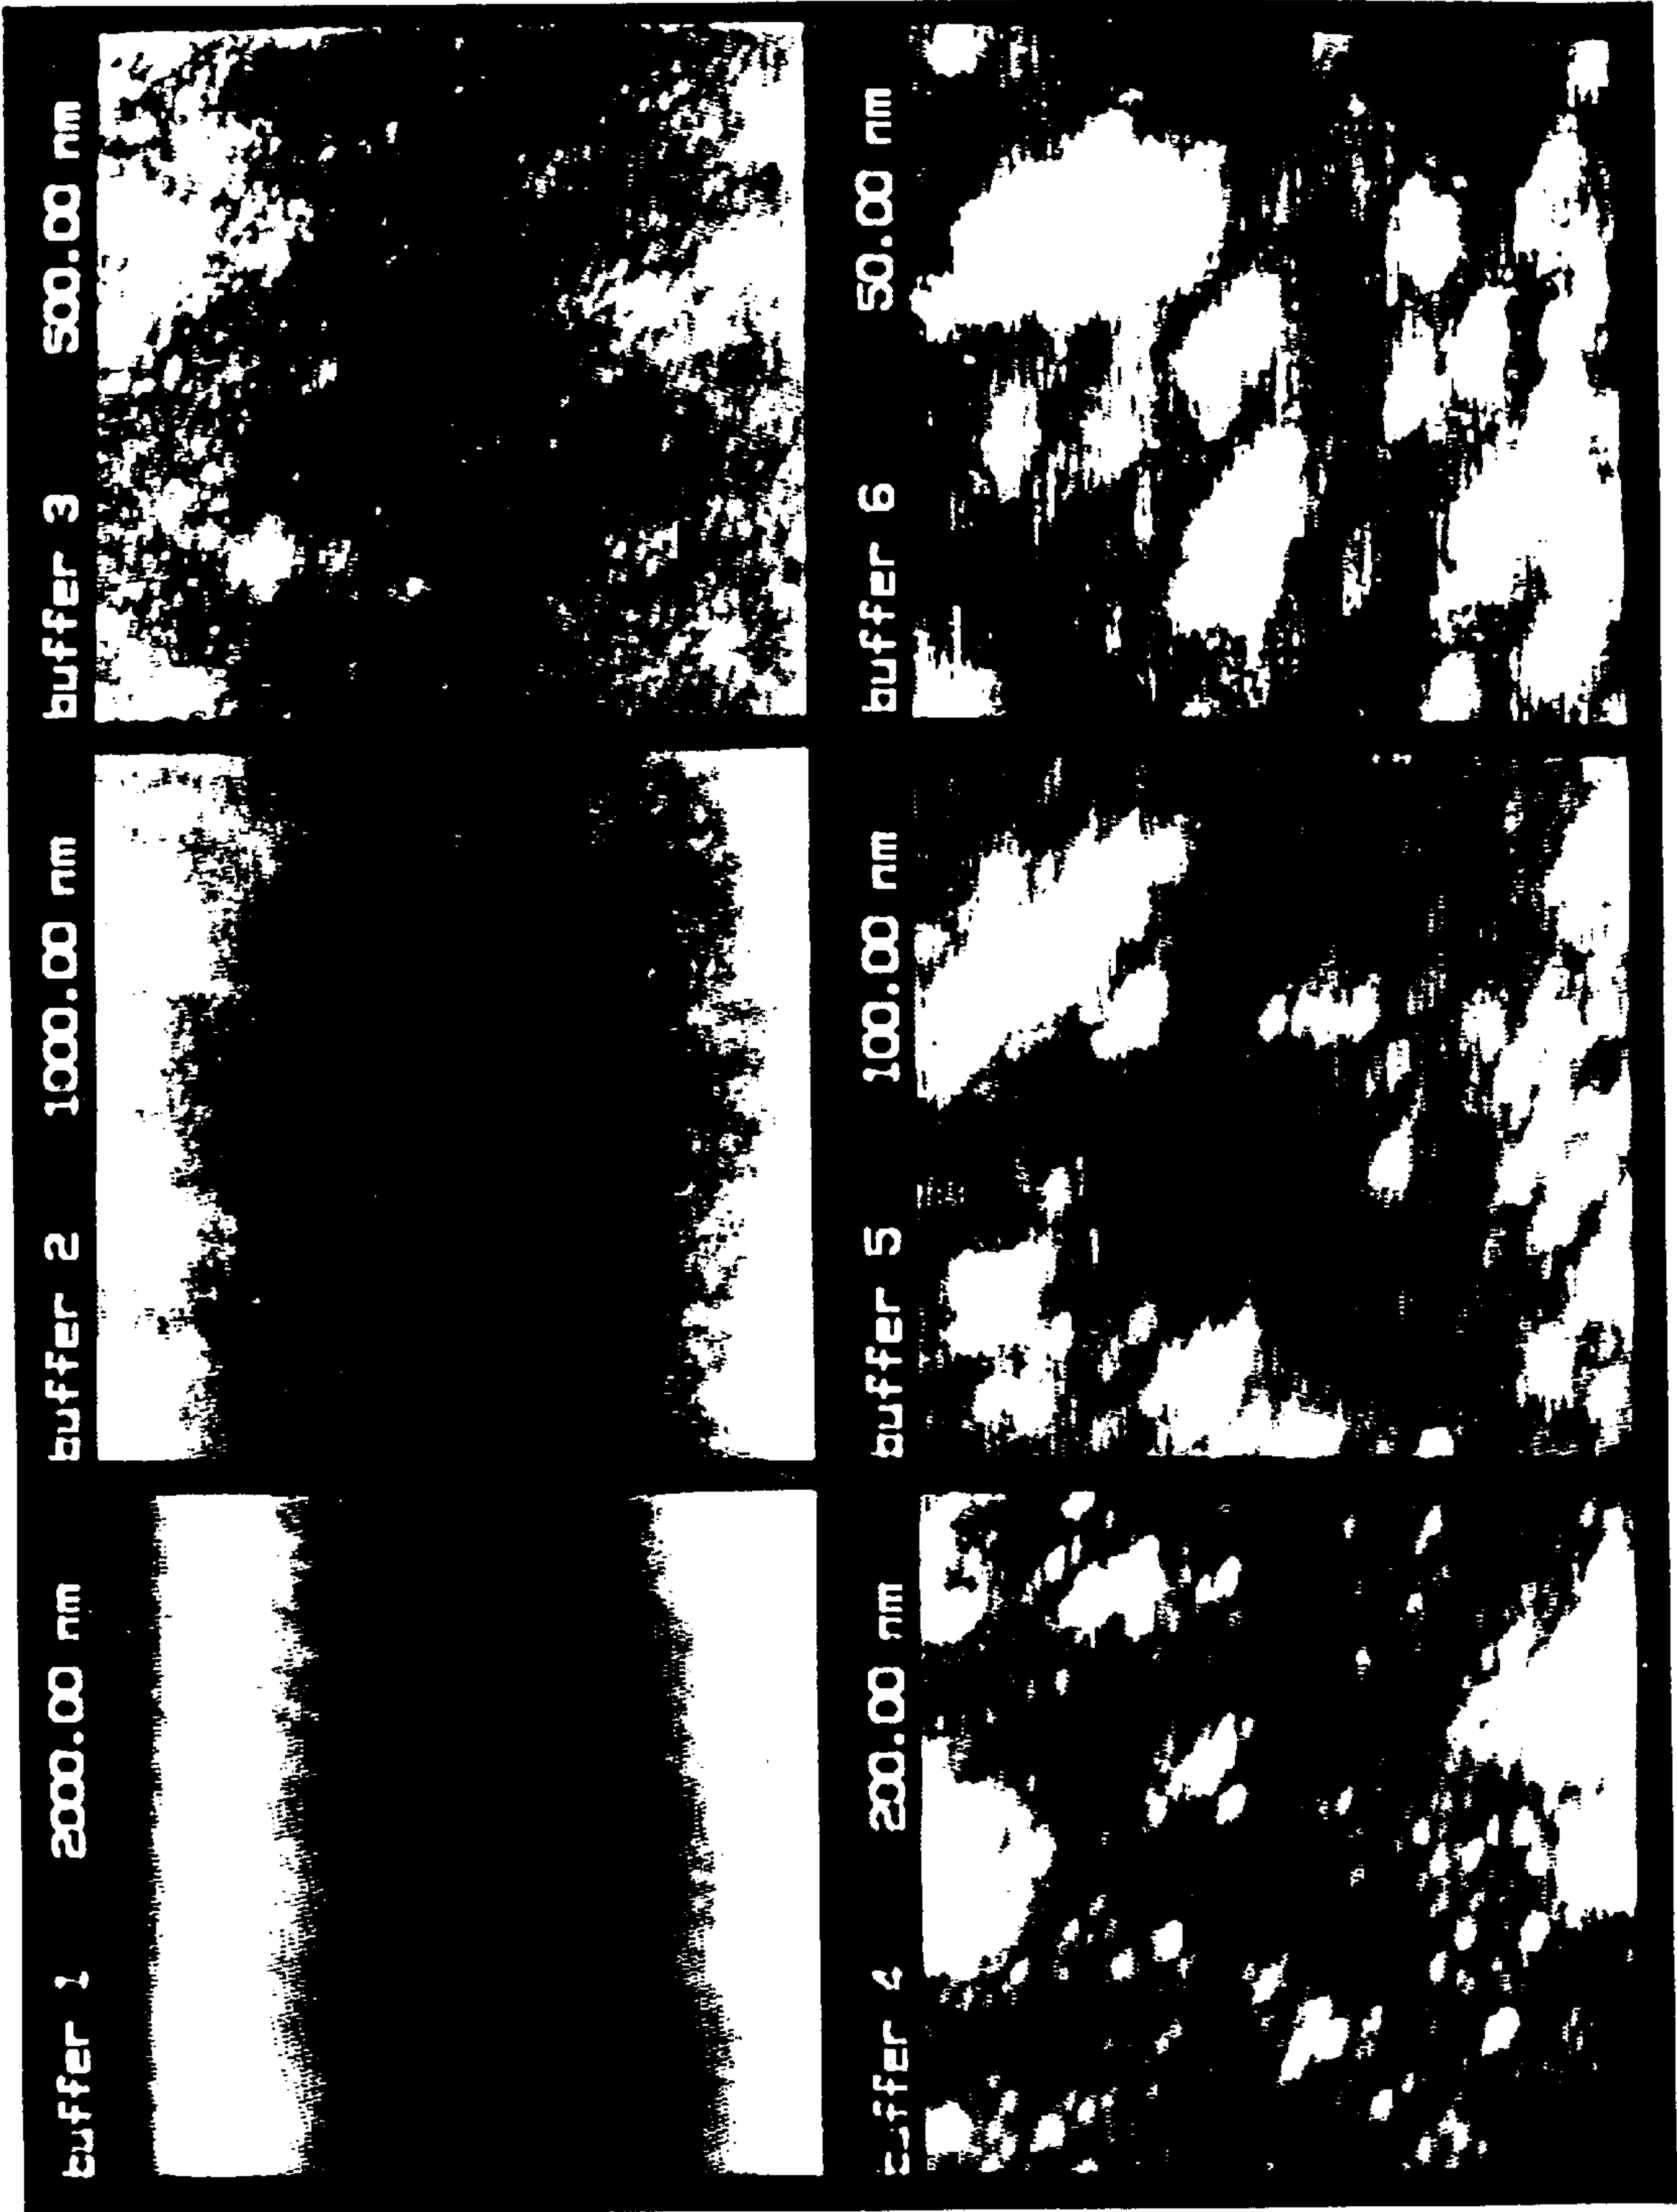 buffer 1 2000.00 nm
buffer 2 1000.00 nm
buffer 3 500.00 nm
buffer 4 200.00 nm
buffer 5 100.00 nm
buffer 6 50.00 nm